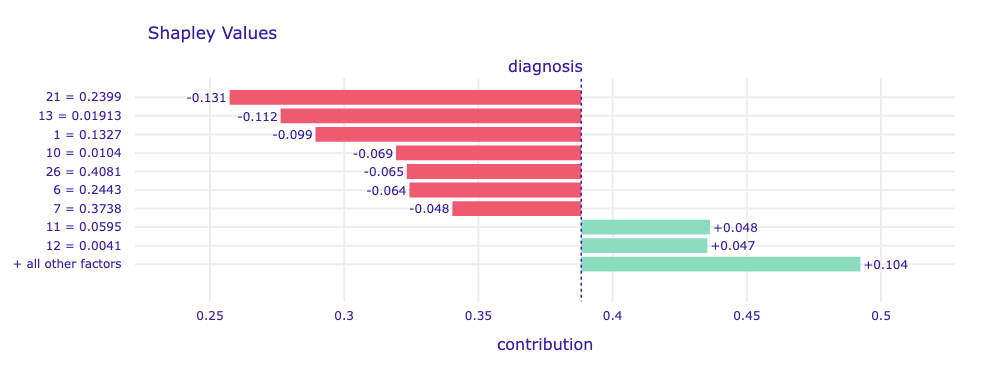 Shapley Values
diagnosis
21 = 0.2399 -0.131
13 = 0.01913 -0.112
1 = 0.1327 -0.099
10 = 0.0104 -0.069
26 = 0.4081 -0.065
6 = 0.2443 -0.064
7 = 0.3738 -0.048
11 = 0.0595 +0.048
12 = 0.0041 +0.047
+ all other factors +0.104
0.25 0.3 0.35 0.4 0.45 0.5
contribution